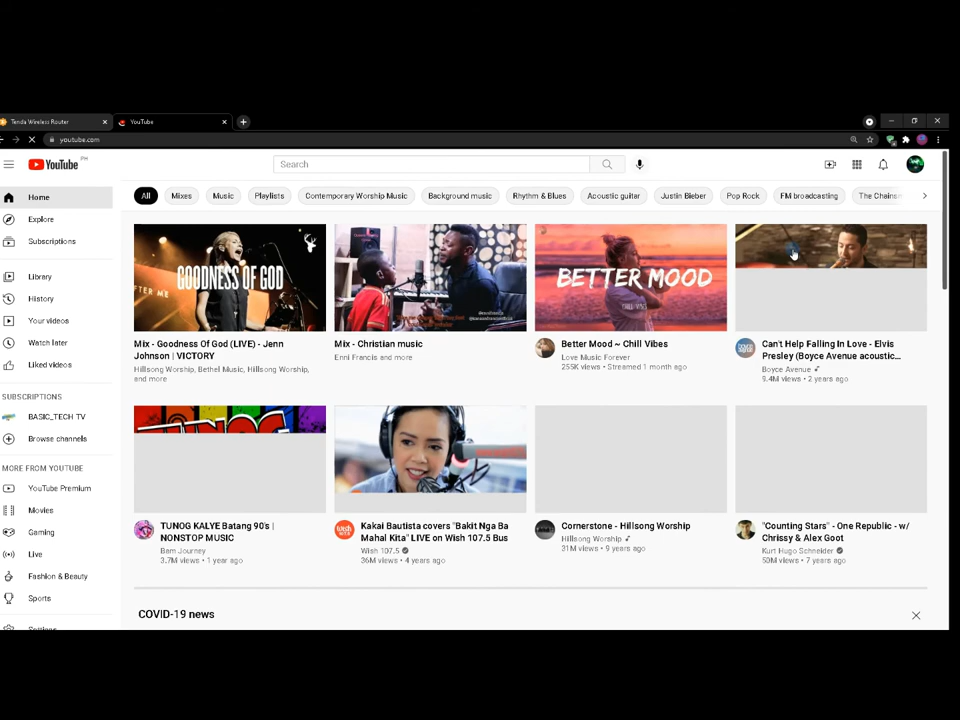 Tenda Wireless Router
YouTube
youtube.com
YouTube PH
Search
All
Mixes
Music
Playlists
Contemporary Worship Music
Background music
Rhythm & Blues
Acoustic guitar
Justin Bieber
Pop Rock
FM broadcasting
The Chains
Home
Explore
Subscriptions
Library
History
Your videos
Watch later
Liked videos
SUBSCRIPTIONS
BASIC_TECH TV
Browse channels
MORE FROM YOUTUBE
YouTube Premium
Movies
Gaming
Live
Fashion & Beauty
Sports
Settings
AFTER ME
GOODNESS OF GOD
Mix - Goodness Of God (LIVE) - Jenn
Johnson | VICTORY
Hillsong Worship, Bethel Music, Hillsong Worship,
and more
Mix - Christian music
Enni Francis and more
BETTER MOOD
Better Mood ~ Chill Vibes
Love Music Forever
255K views • Streamed 1 month ago
Can't Help Falling In Love - Elvis
Presley (Boyce Avenue acoustic...
Boyce Avenue
9.4M views • 2 years ago
TUNOG KALYE Batang 90's |
NONSTOP MUSIC
Bam Journey
3.7M views • 1 year ago
Kakai Bautista covers "Bakit Nga Ba
Mahal Kita" LIVE on Wish 107.5 Bus
Wish 107.5
36M views • 4 years ago
Cornerstone - Hillsong Worship
Hillsong Worship
31M views • 9 years ago
"Counting Stars" - One Republic - w/
Chrissy & Alex Goot
Kurt Hugo Schneider
50M views • 7 years ago
COVID-19 news